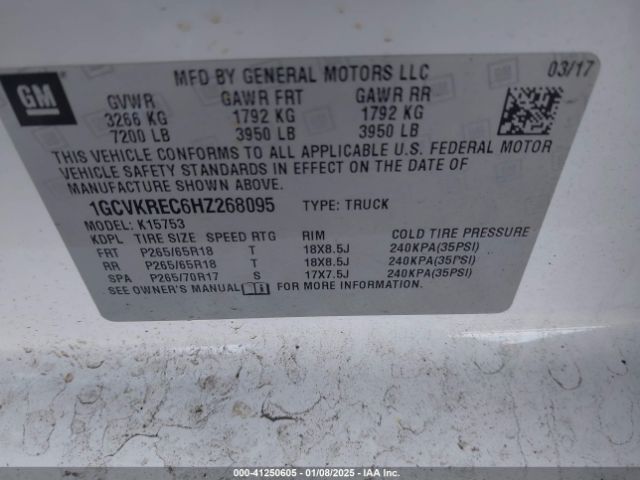 GM
MFD BY GENERAL MOTORS LLC 03/17
GVWR GAWR FRT GAWR RR
3266 KG 1792 KG 1792 KG
7200 LB 3950 LB 3950 LB
THIS VEHICLE CONFORMS TO ALL APPLICABLE U.S. FEDERAL MOTOR
VEHICLE SAFETY STANDARDS IN EFFECT ON THE DATE OF
MANUFACTURE SHOWN ABOVE.
1GCVKREC6HZ268095 TYPE: TRUCK
MODEL: K15753
KDPL TIRE SIZE SPEED RTG RIM COLD TIRE PRESSURE
FRT P265/65R18 T 18X8.5J 240KPA(35PSI)
RR P265/65R18 T 18X8.5J 240KPA(35PSI)
SPA P265/70R17 S 17X7.5J 240KPA(35PSI)
SEE OWNER'S MANUAL FOR MORE INFORMATION.
000-41250605 - 01/08/2025 - IAAI.com